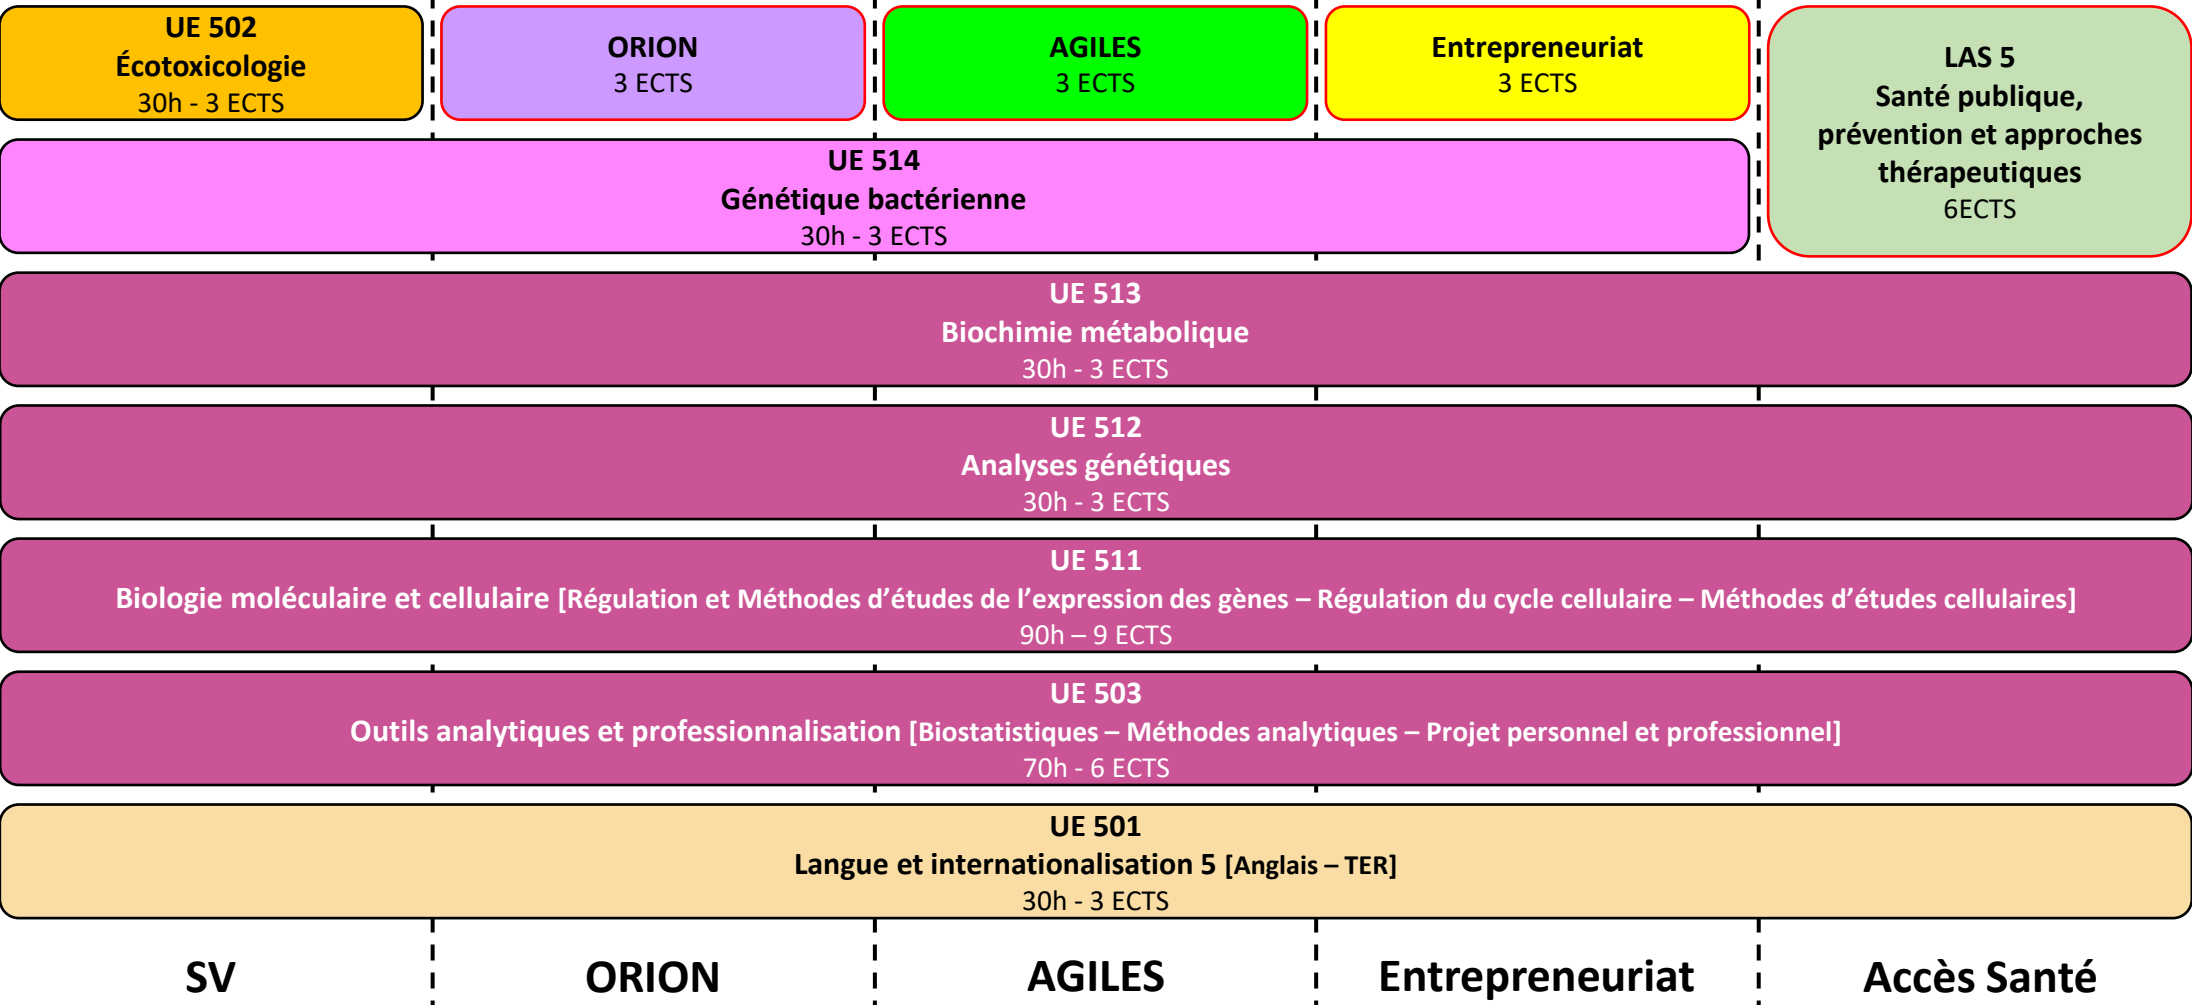 UE 502
Écotoxicologie
30h - 3 ECTS
ORION
3 ECTS
AGILES
3 ECTS
Entrepreneuriat
3 ECTS
LAS 5
Santé publique,
prévention et approches
thérapeutiques
6ECTS
UE 514
Génétique bactérienne
30h - 3 ECTS
UE 513
Biochimie métabolique
30h - 3 ECTS
UE 512
Analyses génétiques
30h - 3 ECTS
UE 511
Biologie moléculaire et cellulaire [Régulation et Méthodes d’études de l’expression des gènes – Régulation du cycle cellulaire – Méthodes d’études cellulaires]
90h – 9 ECTS
UE 503
Outils analytiques et professionnalisation [Biostatistiques – Méthodes analytiques – Projet personnel et professionnel]
70h - 6 ECTS
UE 501
Langue et internationalisation 5 [Anglais – TER]
30h - 3 ECTS
SV
ORION
AGILES
Entrepreneuriat
Accès Santé